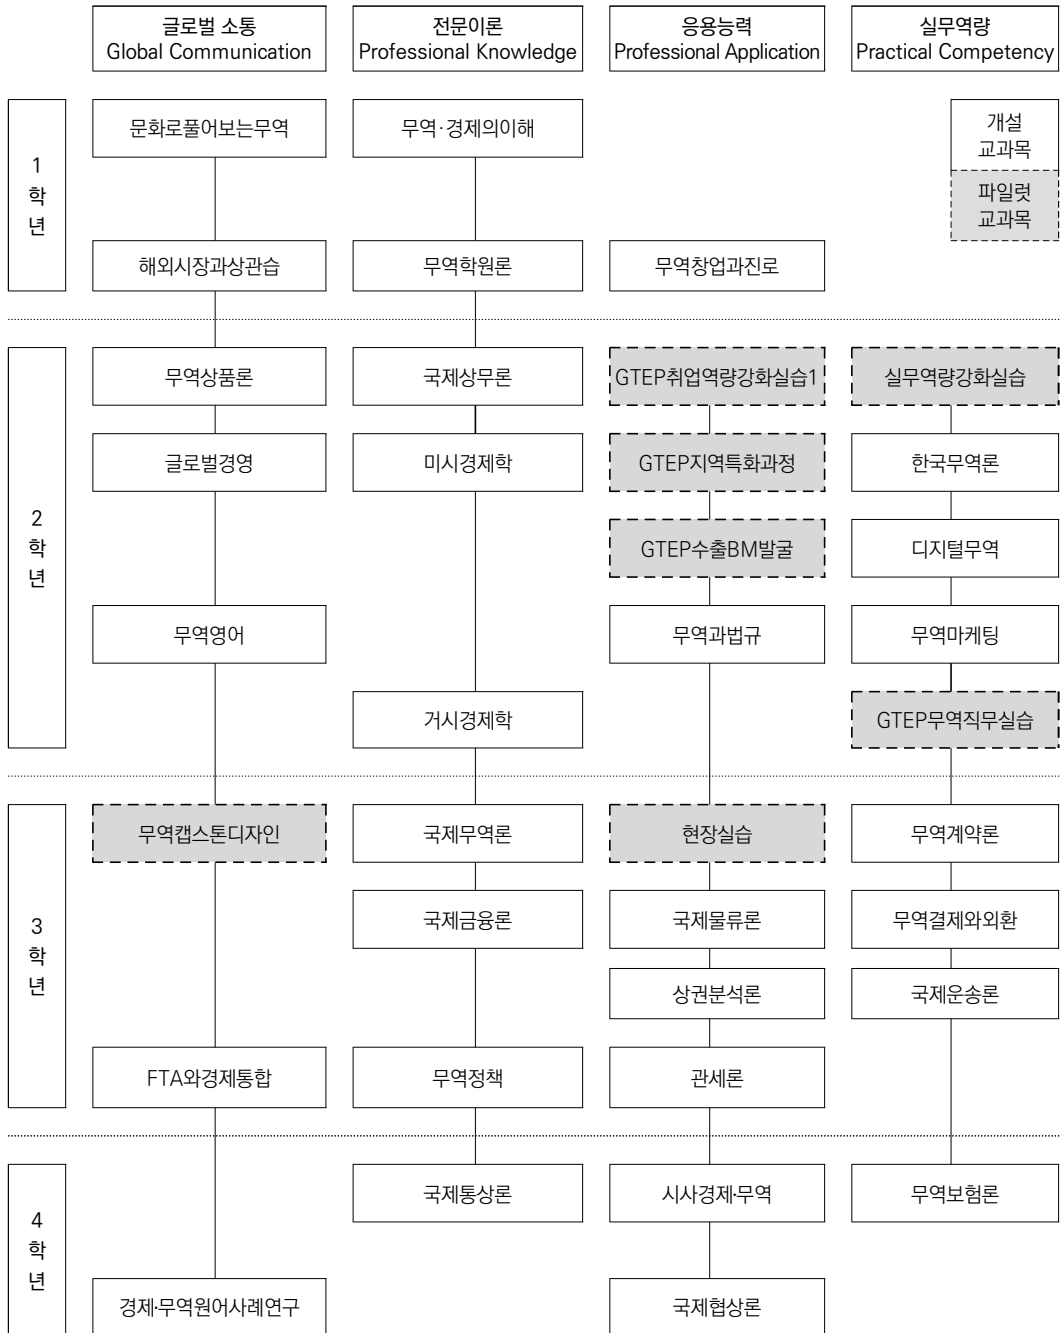 글로벌 소통
Global Communication
전문이론
Professional Knowledge
응용능력
Professional Application
실무역량
Practical Competency
1
학
년
문화로풀어보는무역
무역·경제의이해
개설
교과목
파일럿
교과목
해외시장과상관습
무역학원론
무역창업과진로
2
학
년
무역상품론
국제상무론
GTEP취업역량강화실습1
실무역량강화실습
글로벌경영
미시경제학
GTEP지역특화과정
한국무역론
GTEP수출BM발굴
디지털무역
무역영어
무역과법규
무역마케팅
거시경제학
GTEP무역직무실습
3
학
년
무역캡스톤디자인
국제무역론
현장실습
무역계약론
국제금융론
국제물류론
무역결제와외환
상권분석론
국제운송론
FTA와경제통합
무역정책
관세론
4
학
년
국제통상론
시사경제·무역
무역보험론
경제·무역원어사례연구
국제협상론